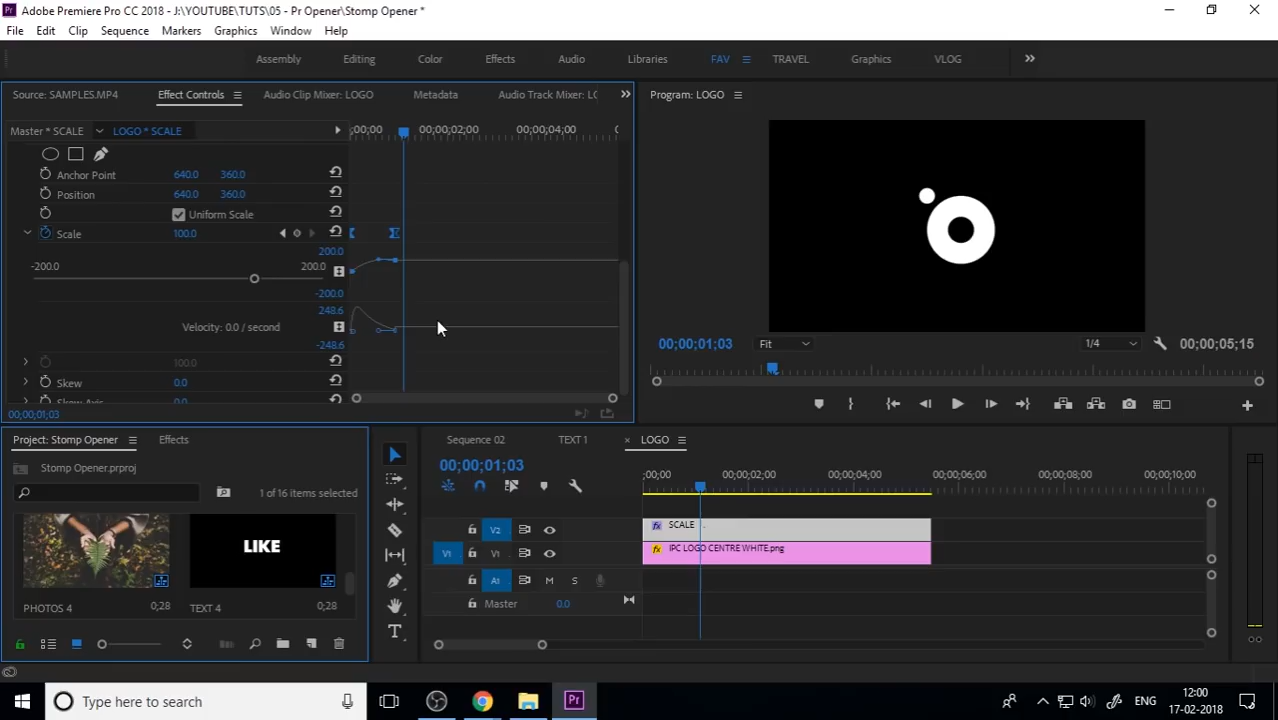 Adobe Premiere Pro CC 2018 - J:\YOUTUBE\TUTS\05 - Pr Opener\Stomp Opener *
File Edit Clip Sequence Markers Graphics Window Help
Assembly Editing Color Effects Audio Libraries FAV TRAVEL Graphics VLOG
Source: SAMPLES.MP4 Effect Controls Audio Clip Mixer: LOGO Metadata Audio Track Mixer: LO
Program: LOGO
Master * SCALE LOGO * SCALE
;00;00 00;00;02;00 00;00;04;00
Anchor Point 640.0 360.0
Position 640.0 360.0
Uniform Scale
Scale 100.0
200.0
-200.0 200.0
-200.0
248.6
Velocity: 0.0 / second
-248.6
100.0
Skew 0.0
Skew Axis 0.0
00;00;01;03
00;00;01;03 Fit 1/4 00;00;05;15
Project: Stomp Opener Effects
Stomp Opener.prproj
1 of 16 items selected
LIKE
PHOTOS 4 0;28 TEXT 4 0;28
Sequence 02 TEXT 1 LOGO
00;00;01;03
;00;00 00;00;02;00 00;00;04;00 00;00;06;00 00;00;08;00 00;00;10;00
V2 fx SCALE
V1 V1 fx IPC LOGO CENTRE WHITE.png
A1 M S
Master 0.0
T
Type here to search
Pr
ENG
12:00
17-02-2018